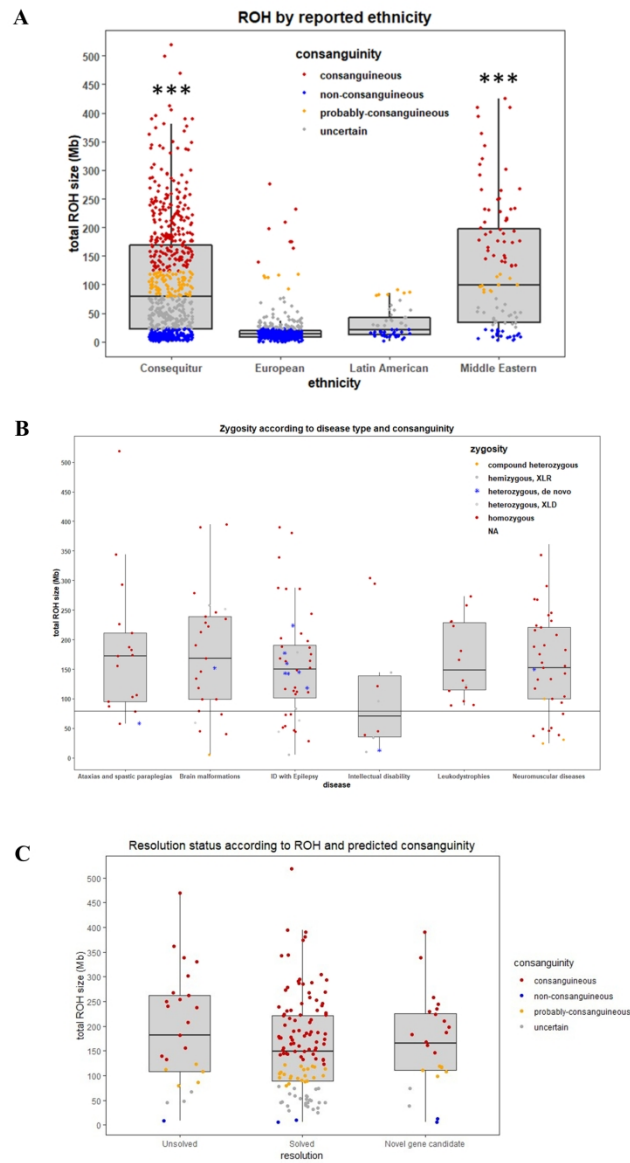 A
ROH by reported ethnicity
consanguinity
consanguineous
non-consanguineous
probably-consanguineous
uncertain
***
***
total ROH size (Mb)
500
450
400
350
300
250
200
150
100
50
0
Consequitur
European
Latin American
Middle Eastern
ethnicity
B
Zygosity according to disease type and consanguinity
zygosity
compound heterozygous
hemizygous, XLR
heterozygous, de novo
heterozygous, XLD
homozygous
NA
total ROH size (Mb)
500
450
400
350
300
250
200
150
100
50
0
Ataxias and spastic paraplegias
Brain malformations
ID with Epilepsy
Intellectual disability
Leukodystrophies
Neuromuscular diseases
disease
C
Resolution status according to ROH and predicted consanguinity
total ROH size (Mb)
500
450
400
350
300
250
200
150
100
50
0
Unsolved
Solved
Novel gene candidate
resolution
consanguinity
consanguineous
non-consanguineous
probably-consanguineous
uncertain